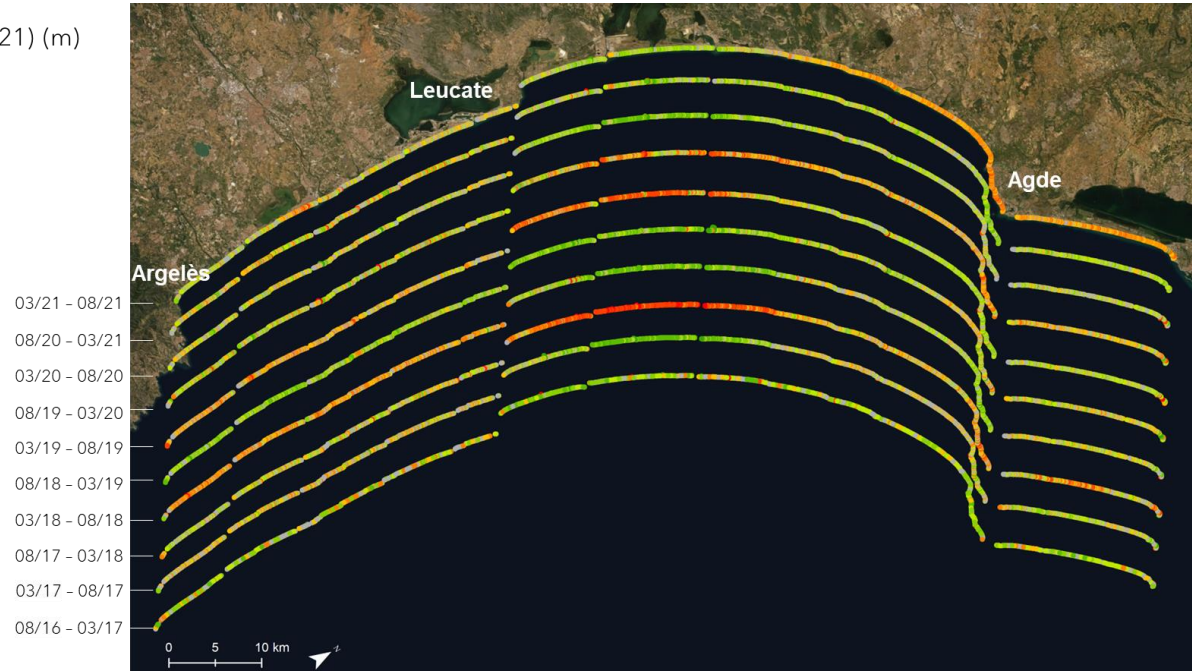 21) (m)
Leucate
Agde
Argelès
03/21 - 08/21
08/20 - 03/21
03/20 - 08/20
08/19 - 03/20
03/19 - 08/19
08/18 - 03/19
03/18 - 08/18
08/17 - 03/18
03/17 - 08/17
08/16 - 03/17
0 5 10 km
N